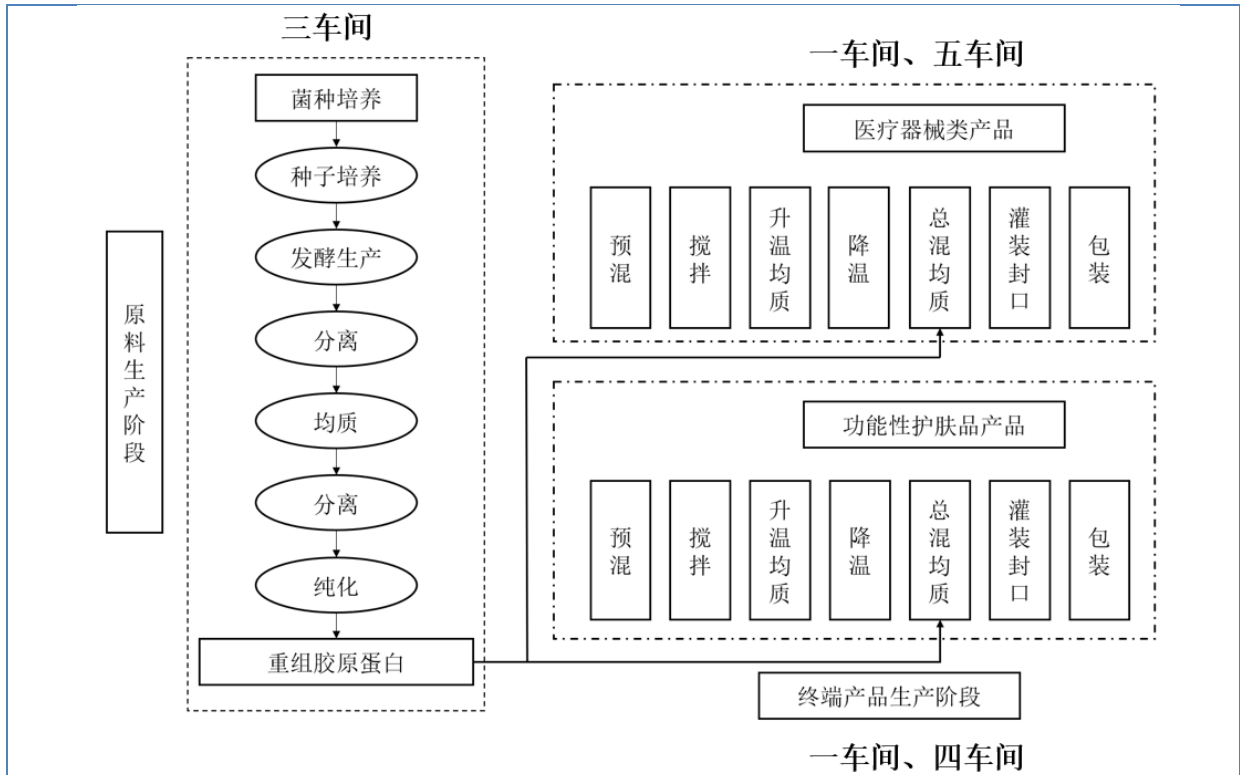 三车间
菌种培养
种子培养
发酵生产
分离
均质
分离
纯化
重组胶原蛋白
原料生产阶段
一车间、五车间
医疗器械类产品
预混
搅拌
升温均质
降温
总混均质
灌装封口
包装
功能性护肤品产品
预混
搅拌
升温均质
降温
总混均质
灌装封口
包装
终端产品生产阶段
一车间、四车间